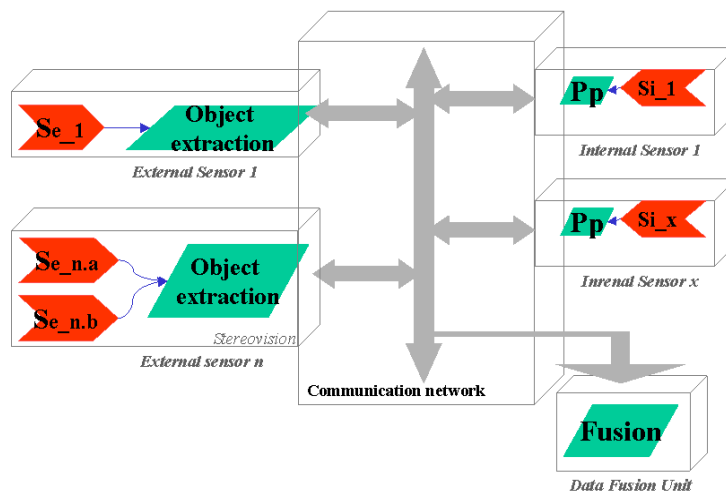 Se_1
Object
extraction
External Sensor 1
Se_n.a
Se_n.b
Object
extraction
Stereovision
External sensor n
Communication network
Pp
Si_1
Internal Sensor 1
Pp
Si_x
Inrenal Sensor x
Fusion
Data Fusion Unit